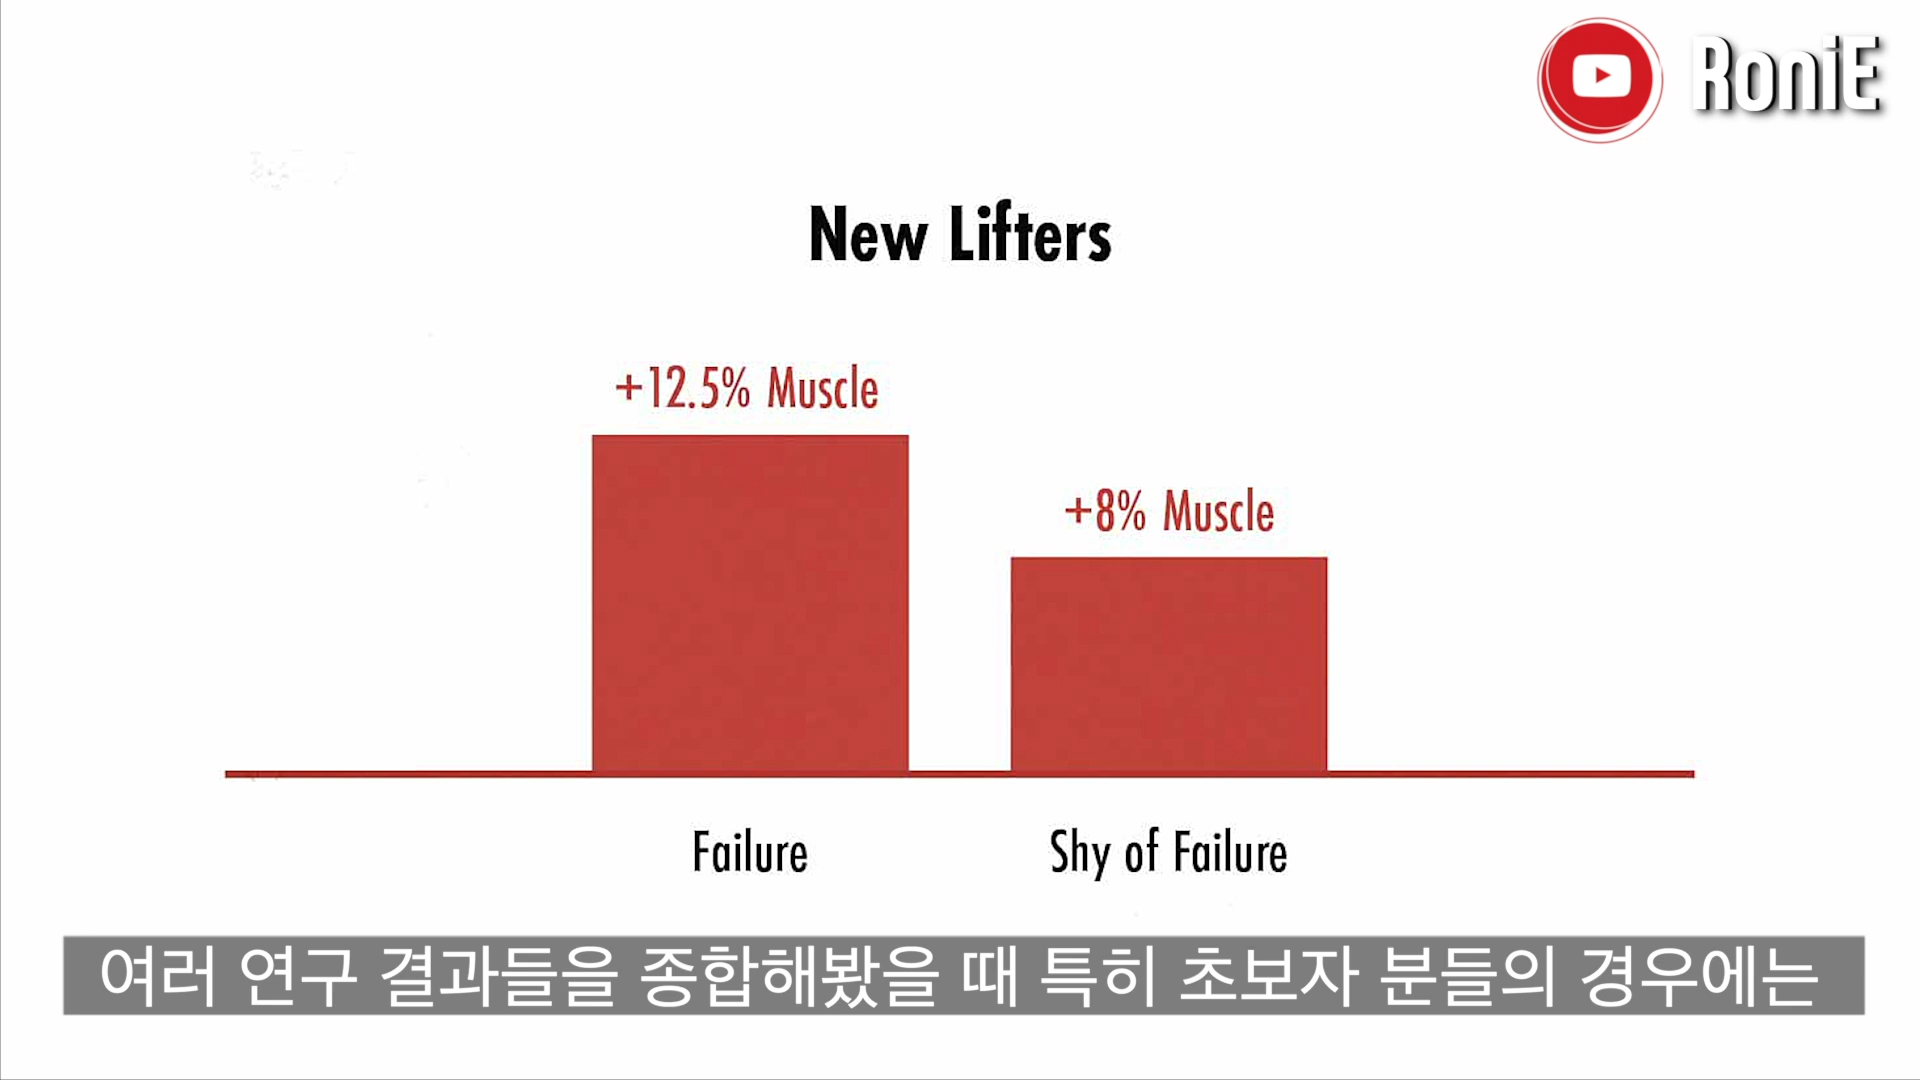 RoniE
New Lifters
+12.5% Muscle
+8% Muscle
Failure
Shy of Failure
여러 연구 결과들을 종합해봤을 때 특히 초보자 분들의 경우에는